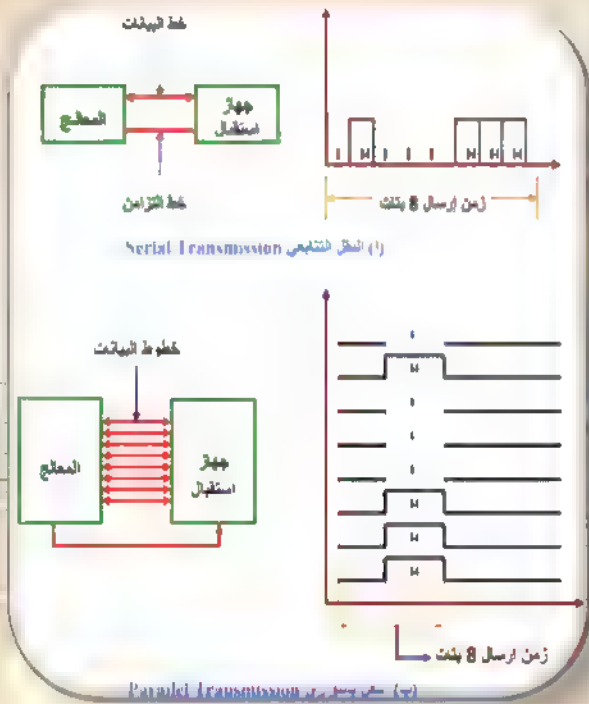 خط البيانات
المعالج
جهاز
استقبال
خط التزامن
L H L L L H H H
زمن إرسال 8 بتات
(أ) النقل التتابعي Serial Transmission
خطوط البيانات
المعالج
جهاز
استقبال
L
H
L
L
L
H
H
H
زمن إرسال 8 بتات
(ب) Parallel Transmission